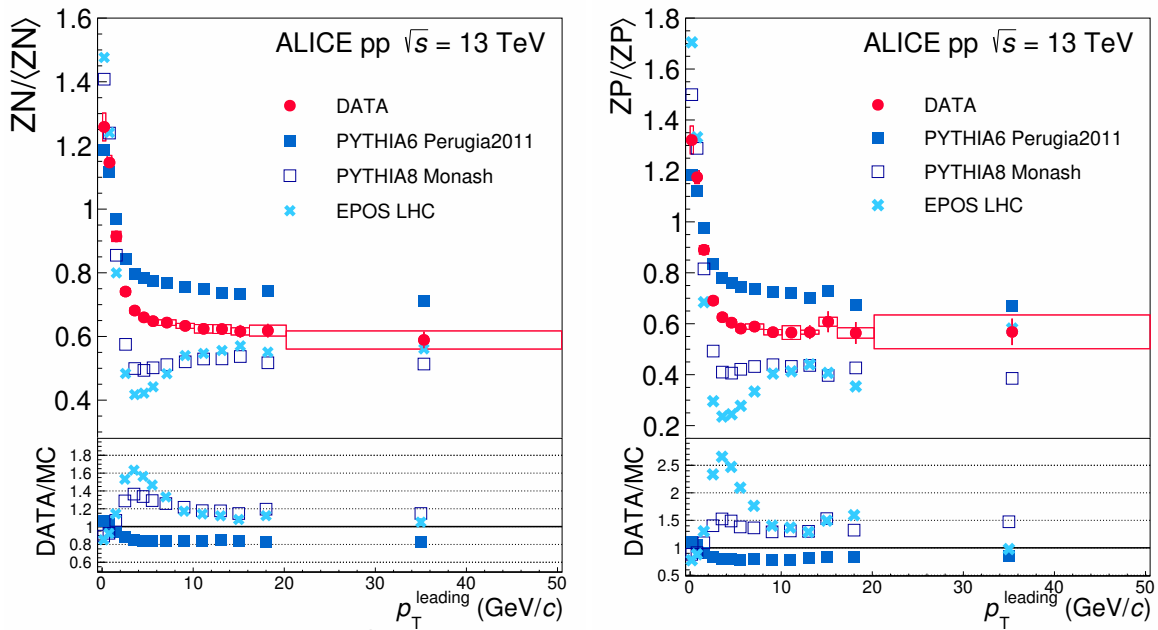 ZN/⟨ZN⟩
ALICE pp √s = 13 TeV
DATA
PYTHIA6 Perugia2011
PYTHIA8 Monash
EPOS LHC
1.6
1.4
1.2
1
0.8
0.6
0.4
DATA/MC
1.8
1.6
1.4
1.2
1
0.8
0.6
0 10 20 30 40 50
p_T^leading (GeV/c)
ZP/⟨ZP⟩
ALICE pp √s = 13 TeV
DATA
PYTHIA6 Perugia2011
PYTHIA8 Monash
EPOS LHC
1.8
1.6
1.4
1.2
1
0.8
0.6
0.4
0.2
DATA/MC
2.5
2
1.5
1
0.5
0 10 20 30 40 50
p_T^leading (GeV/c)